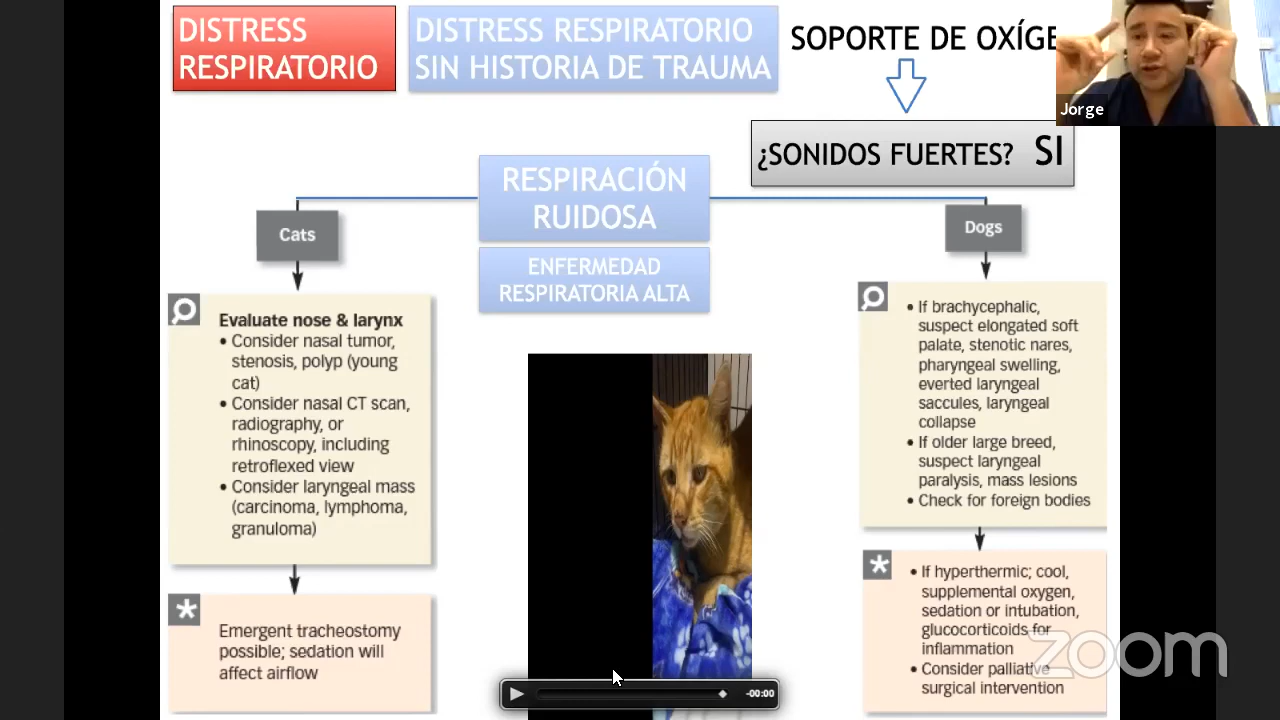 DISTRESS
RESPIRATORIO
DISTRESS RESPIRATORIO
SIN HISTORIA DE TRAUMA
SOPORTE DE OXÍGE
Jorge
¿SONIDOS FUERTES? SI
RESPIRACIÓN
RUIDOSA
ENFERMEDAD
RESPIRATORIA ALTA
Cats
Evaluate nose & larynx
• Consider nasal tumor,
stenosis, polyp (young
cat)
• Consider nasal CT scan,
radiography, or
rhinoscopy, including
retroflexed view
• Consider laryngeal mass
(carcinoma, lymphoma,
granuloma)
Emergent tracheostomy
possible; sedation will
affect airflow
Dogs
• If brachycephalic,
suspect elongated soft
palate, stenotic nares,
pharyngeal swelling,
everted laryngeal
saccules, laryngeal
collapse
• If older large breed,
suspect laryngeal
paralysis, mass lesions
• Check for foreign bodies
• If hyperthermic; cool,
supplemental oxygen,
sedation or intubation,
glucocorticoids for
inflammation
• Consider palliative
surgical intervention
-00:00
zoom